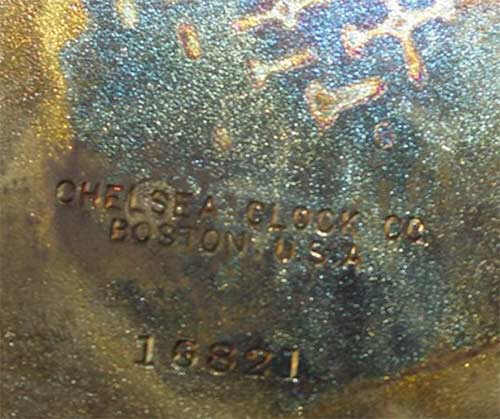 CHELSEA CLOCK CO.
BOSTON, U.S.A
16821